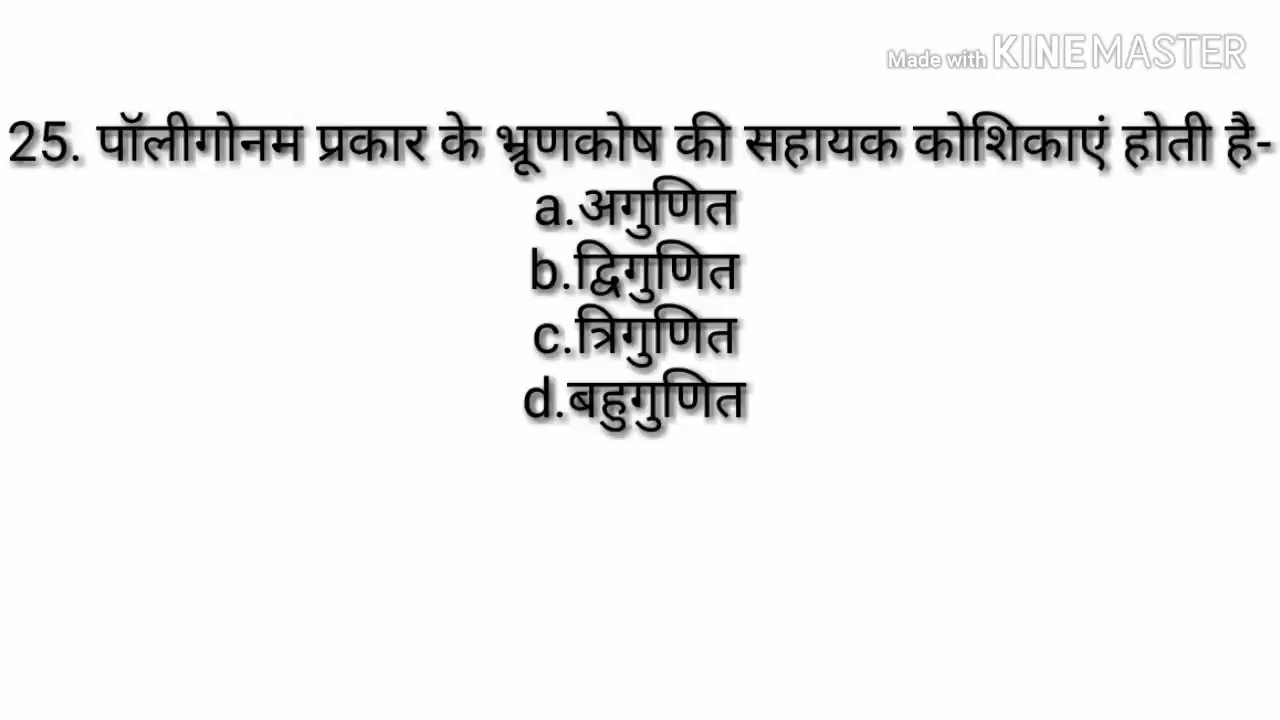 Made with KINEMASTER
25. पॉलीगोनम प्रकार के भ्रूणकोष की सहायक कोशिकाएं होती है-
a.अगुणित
b.द्विगुणित
c.त्रिगुणित
d.बहुगुणित